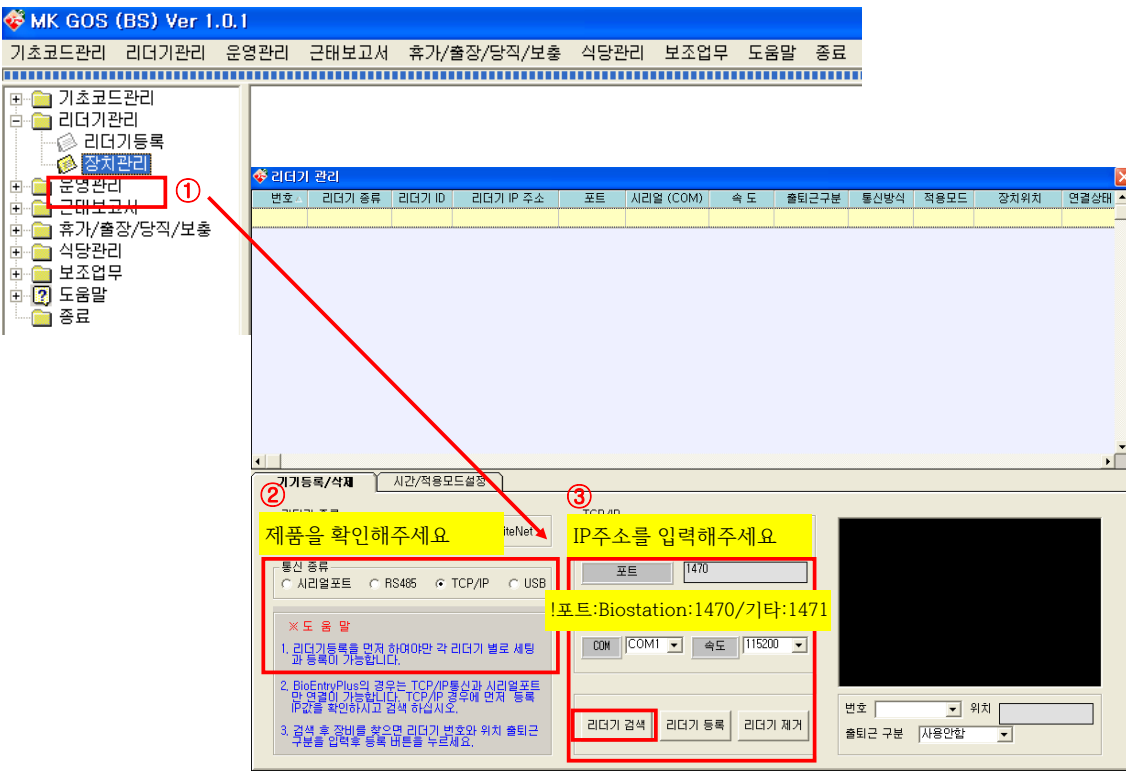 MK GOS (BS) Ver 1.0.1
기초코드관리 리더기관리 운영관리 근태보고서 휴가/출장/당직/보충 식당관리 보조업무 도움말 종료
기초코드관리
리더기관리
리더기등록
장치관리
운영관리
근태보고서
휴가/출장/당직/보충
식당관리
보조업무
도움말
종료
①
리더기 관리
번호 리더기 종류 리더기 ID 리더기 IP 주소 포트 시리얼 (COM) 속 도 출퇴근구분 통신방식 적용모드 장치위치 연결상태
기기등록/삭제 시간/적용모드설정
②
제품을 확인해주세요
iteNet
통신 종류
시리얼포트 RS485 TCP/IP USB
※ 도 움 말
1. 리더기등록을 먼저 하여야만 각 리더기 별로 세팅
과 등록이 가능합니다.
2. BioEntryPlus의 경우는 TCP/IP통신과 시리얼포트
만 연결이 가능합니다. TCP/IP 경우에 먼저 등록
IP값을 확인하시고 검색 하십시오.
3. 검색 후 장비를 찾으면 리더기 번호와 위치 출퇴근
구분을 입력후 등록 버튼을 누르세요.
③
TCP/IP
IP주소를 입력해주세요
포트 1470
!포트:Biostation:1470/기타:1471
COM COM1 속도 115200
리더기 검색 리더기 등록 리더기 제거
번호 위치
출퇴근 구분 사용안함